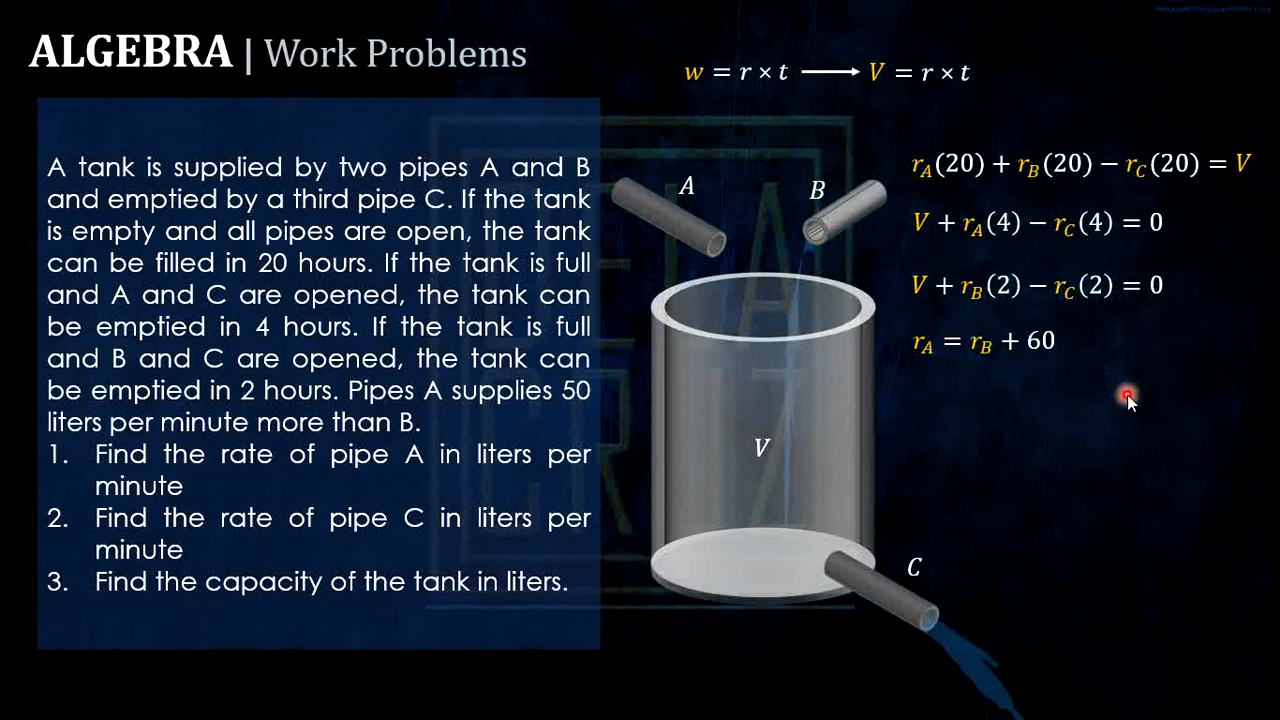 ALGEBRA | Work Problems
w = r × t ⟶ V = r × t
A tank is supplied by two pipes A and B
and emptied by a third pipe C. If the tank
is empty and all pipes are open, the tank
can be filled in 20 hours. If the tank is full
and A and C are opened, the tank can
be emptied in 4 hours. If the tank is full
and B and C are opened, the tank can
be emptied in 2 hours. Pipes A supplies 50
liters per minute more than B.
1. Find the rate of pipe A in liters per
minute
2. Find the rate of pipe C in liters per
minute
3. Find the capacity of the tank in liters.
A
B
V
C
r_A(20) + r_B(20) − r_C(20) = V
V + r_A(4) − r_C(4) = 0
V + r_B(2) − r_C(2) = 0
r_A = r_B + 60